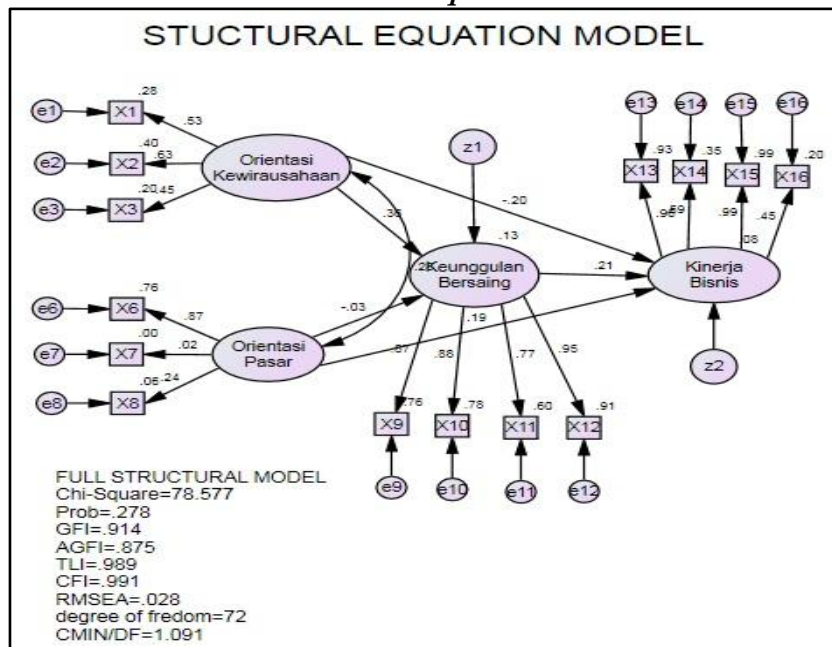 STUCTURAL EQUATION MODEL
e1
X1
.28
.53
e2
X2
.40
.63
e3
X3
.20
.45
Orientasi
Kewirausahaan
e6
X6
.76
.87
e7
X7
.00
.02
e8
X8
.24
Orientasi
Pasar
-.03
z1
.13
Keunggulan
Bersaing
-.20
.21
.19
e13
e14
e15
e16
.93
.35
.99
.20
X13
X14
X15
X16
.59
.99
.45
.08
Kinerja
Bisnis
z2
.88
.77
.95
.76
.78
.60
.91
X9
X10
X11
X12
e9
e10
e11
e12
FULL STRUCTURAL MODEL
Chi-Square=78.577
Prob=.278
GFI=.914
AGFI=.875
TLI=.989
CFI=.991
RMSEA=.028
degree of fredom=72
CMIN/DF=1.091